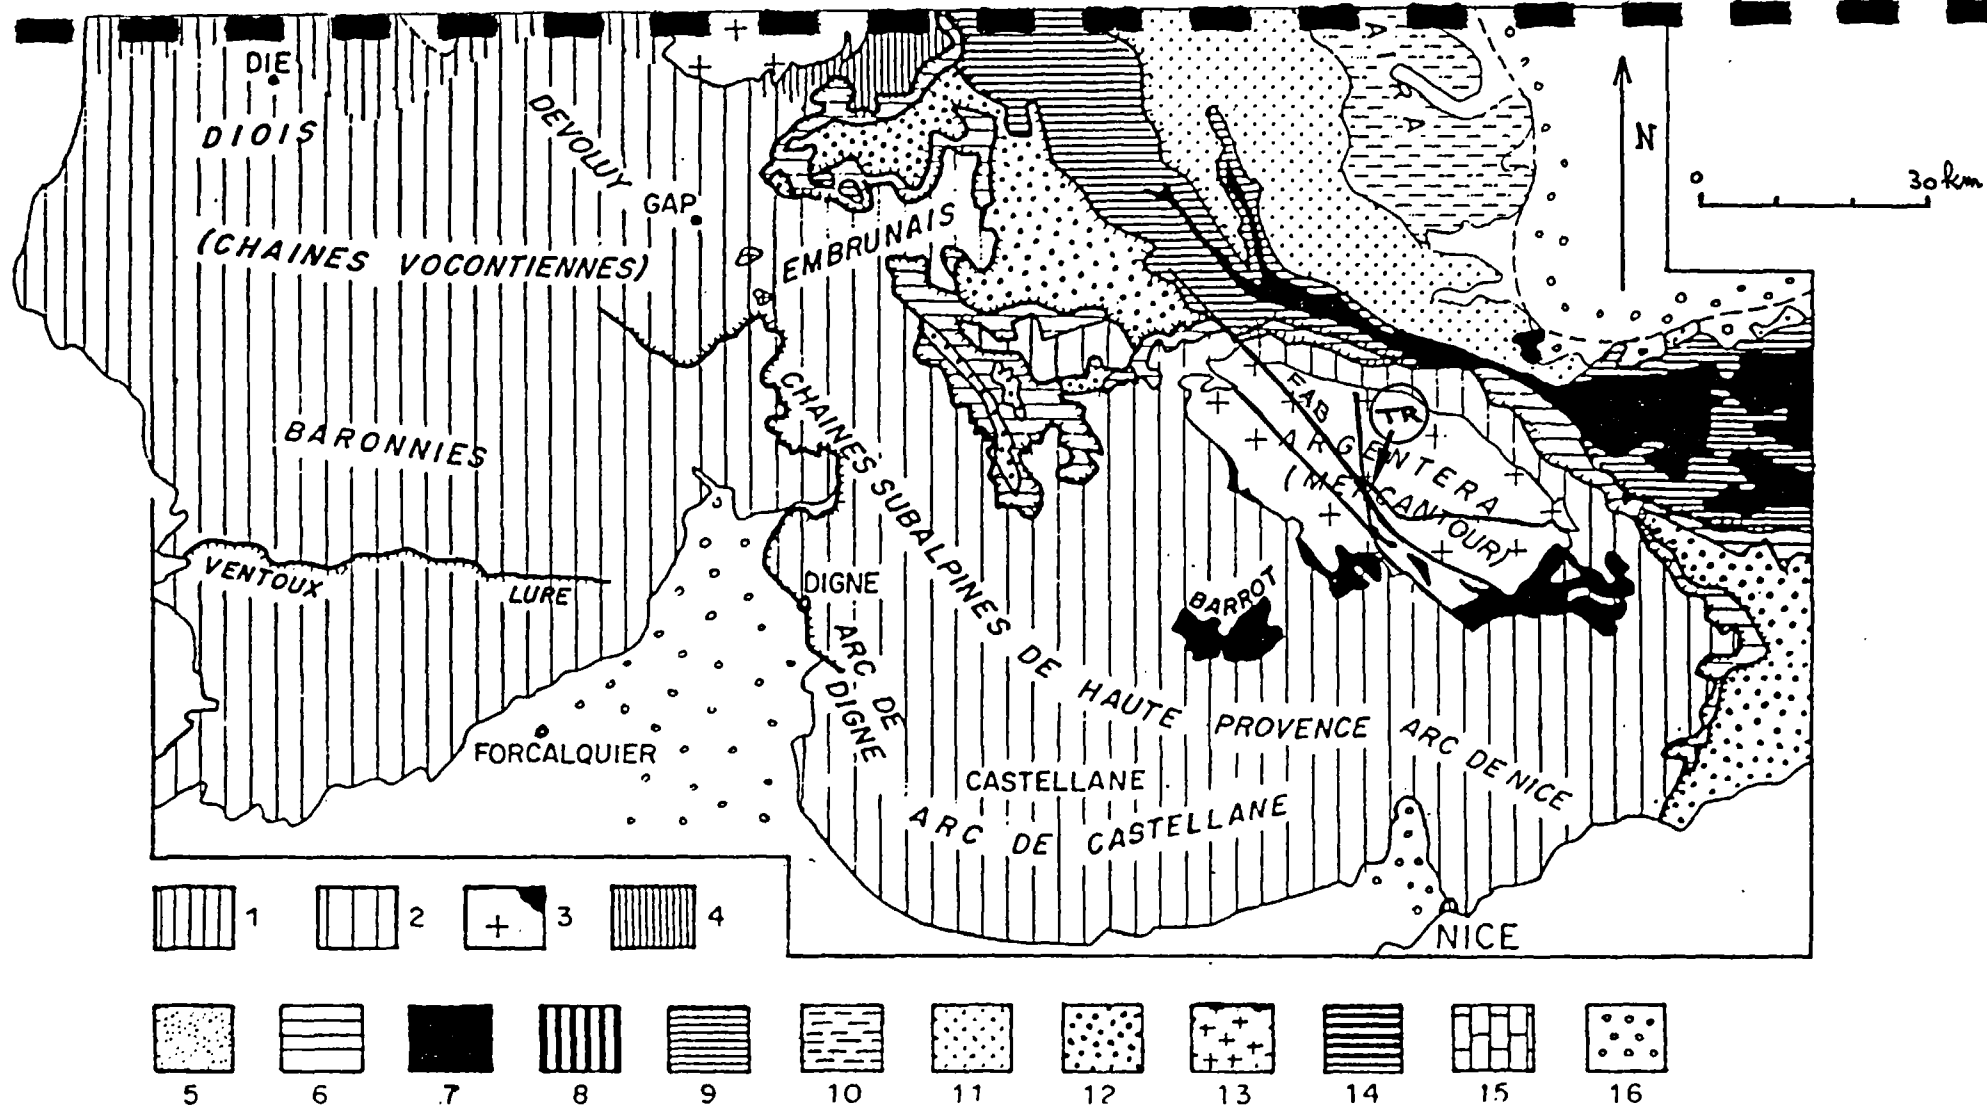 DIE
DIOIS
DEVOLUY
GAP
(CHAINES VOCONTIENNES)
EMBRUNAIS
BARONNIES
VENTOUX
LURE
DIGNE
ARC DE DIGNE
FORCALQUIER
CHAINES SUBALPINES DE HAUTE PROVENCE
CASTELLANE
ARC DE CASTELLANE
ARC DE NICE
NICE
BARROT
FAB
TR
ARGENTERA
(MERCANTOUR)
N
0 30 km
1 2 3 4
5 6 7 8 9 10 11 12 13 14 15 16